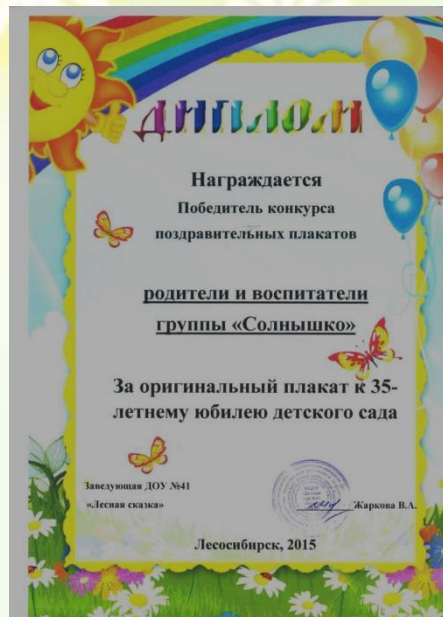 ДИПЛОМ
Награждается
Победитель конкурса
поздравительных плакатов
родители и воспитатели
группы «Солнышко»
За оригинальный плакат к 35-
летнему юбилею детского сада
Заведующая ДОУ №41
«Лесная сказка»
Жаркова В.А.
Лесосибирск, 2015